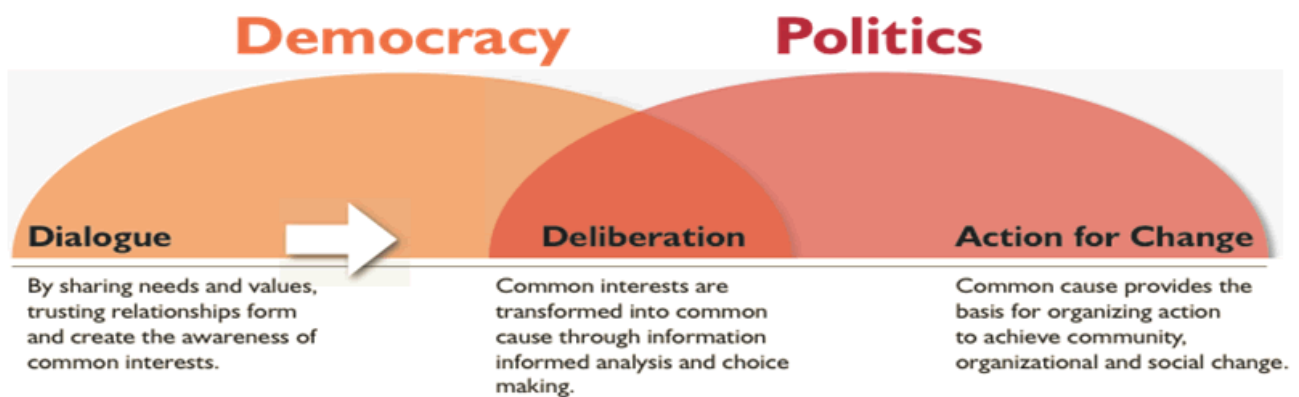 Democracy
Politics
Dialogue
Deliberation
Action for Change
By sharing needs and values,
trusting relationships form
and create the awareness of
common interests.
Common interests are
transformed into common
cause through information
informed analysis and choice
making.
Common cause provides the
basis for organizing action
to achieve community,
organizational and social change.